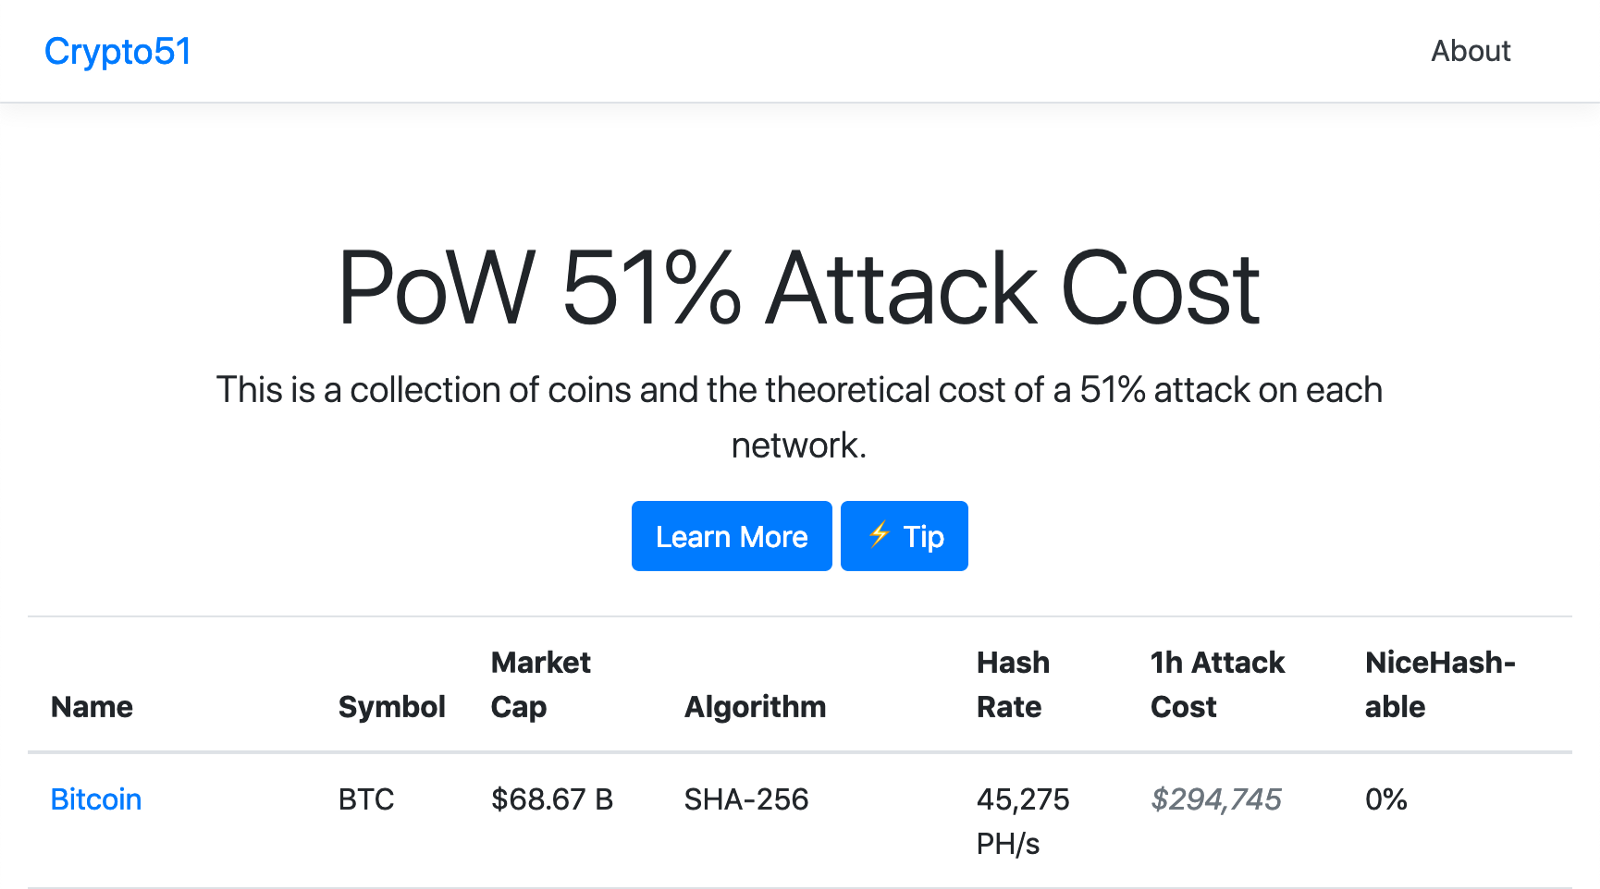 Crypto51 About
PoW 51% Attack Cost
This is a collection of coins and the theoretical cost of a 51% attack on each
network.
Learn More ⚡ Tip
Name Symbol Market Cap Algorithm Hash Rate 1h Attack Cost NiceHash-able
Bitcoin BTC $68.67 B SHA-256 45,275 PH/s $294,745 0%